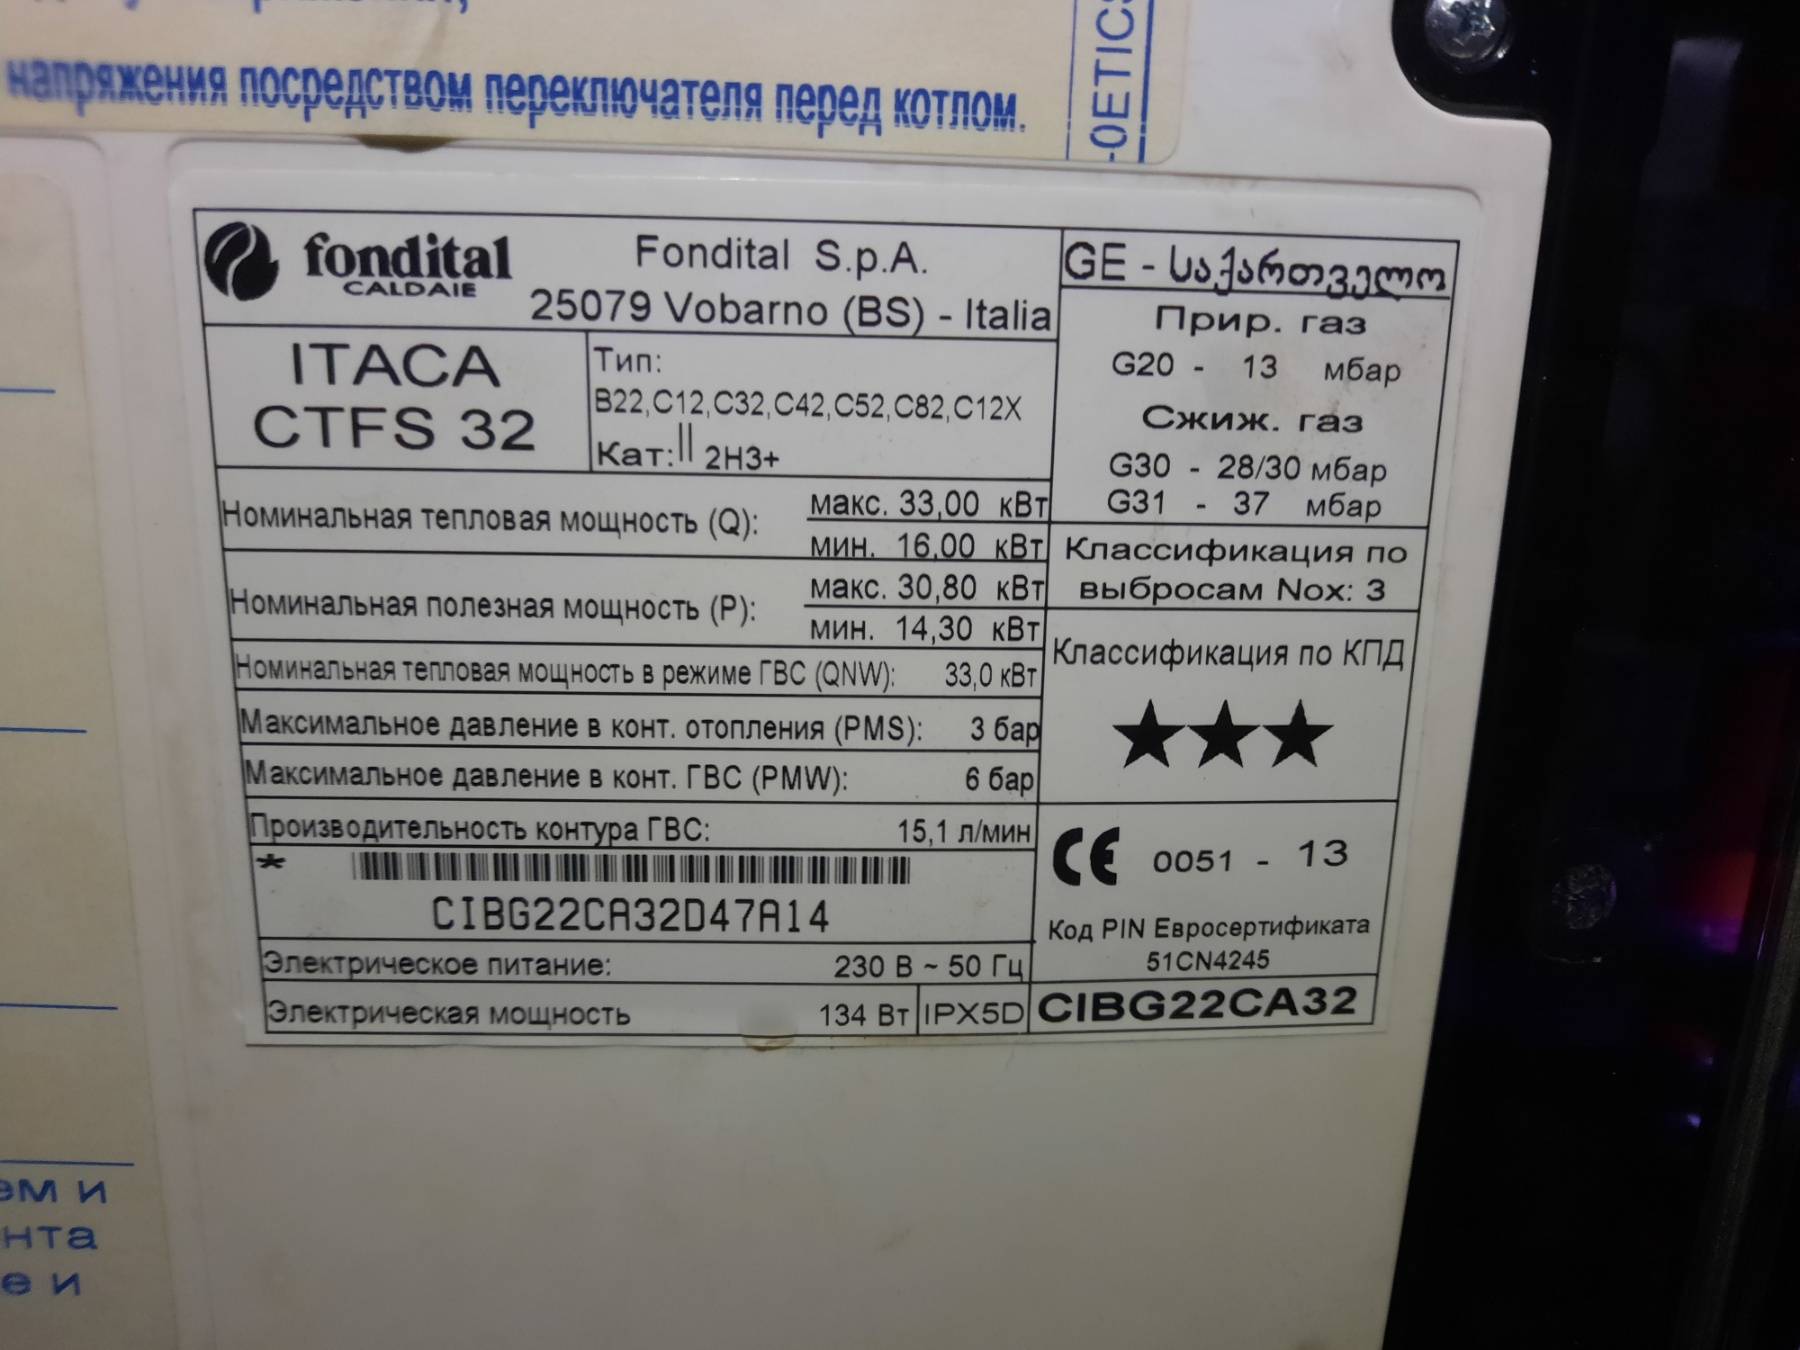 напряжения посредством переключателя перед котлом.
-0ETICS
fondital
CALDAIE
Fondital S.p.A.
25079 Vobarno (BS) - Italia
GE - საქართველო
ITACA
CTFS 32
Тип:
B22,C12,C32,C42,C52,C82,C12X
Кат:II 2H3+
Прир. газ
G20 - 13 мбар
Сжиж. газ
G30 - 28/30 мбар
G31 - 37 мбар
Номинальная тепловая мощность (Q): макс. 33,00 кВт
мин. 16,00 кВт
Номинальная полезная мощность (P): макс. 30,80 кВт
мин. 14,30 кВт
Номинальная тепловая мощность в режиме ГВС (QNW): 33,0 кВт
Максимальное давление в конт. отопления (PMS): 3 бар
Максимальное давление в конт. ГВС (PMW): 6 бар
Производительность контура ГВС: 15,1 л/мин
*
CIBG22CA32D47A14
Электрическое питание: 230 В ~ 50 Гц
Электрическая мощность 134 Вт IPX5D
Классификация по
выбросам Nox: 3
Классификация по КПД
★★★
CE 0051 - 13
Код PIN Евросертификата
51CN4245
CIBG22CA32
ем и
нта
е и